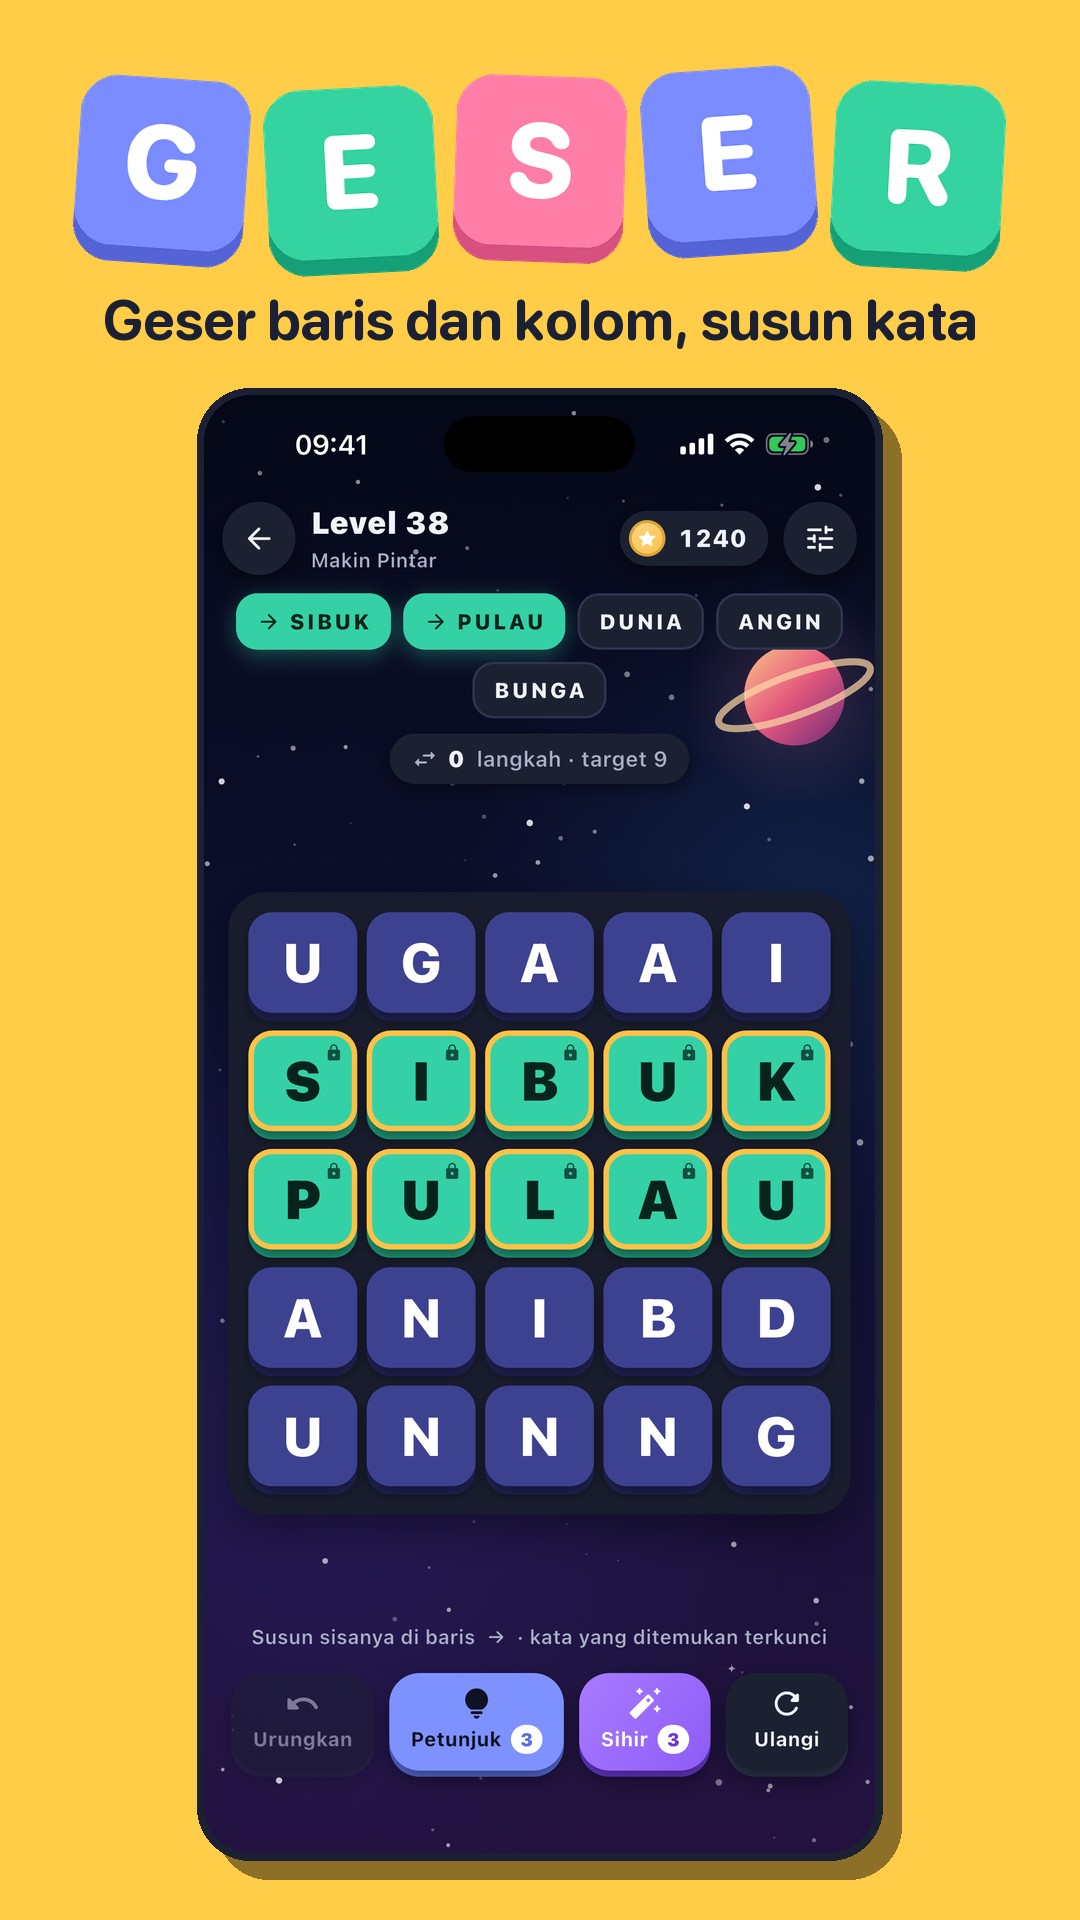 GESER
Geser baris dan kolom, susun kata
09:41
Level 38
Makin Pintar
1240
→ SIBUK → PULAU DUNIA ANGIN
BUNGA
0 langkah · target 9
U G A A I
S I B U K
P U L A U
A N I B D
U N N N G
Susun sisanya di baris → · kata yang ditemukan terkunci
Urungkan Petunjuk 3 Sihir 3 Ulangi